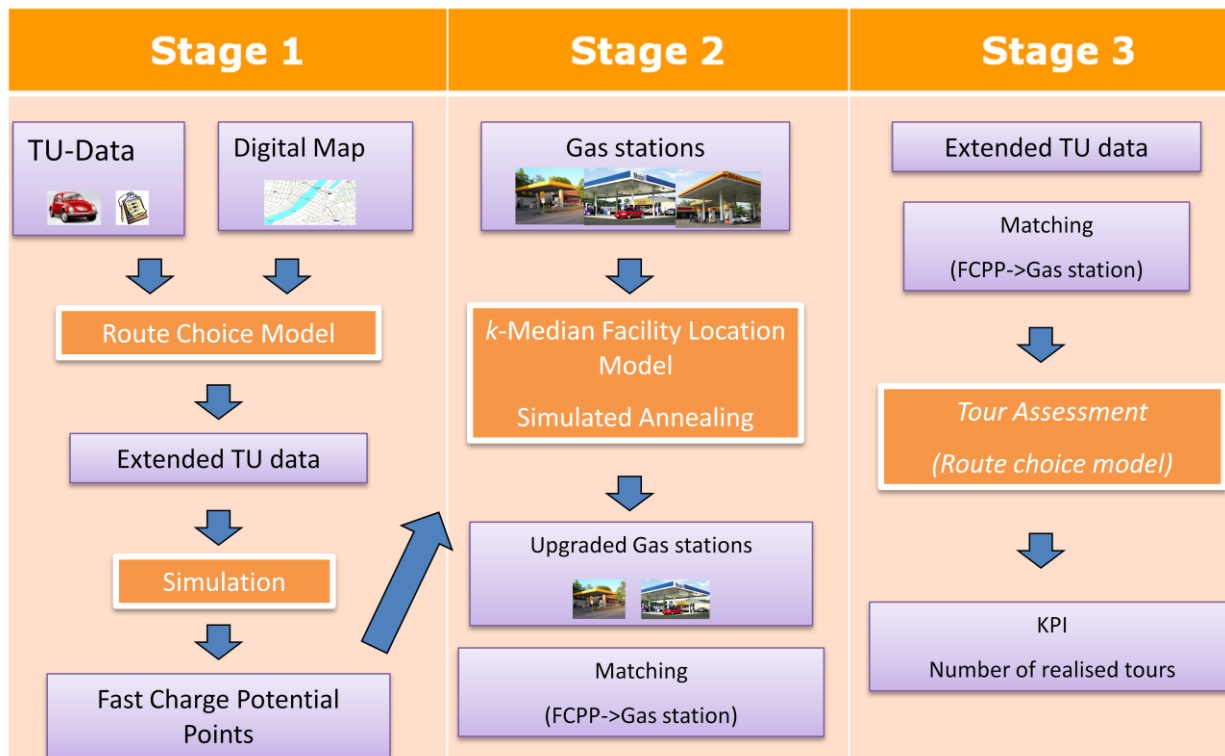 Stage 1
Stage 2
Stage 3
TU-Data
Digital Map
Route Choice Model
Extended TU data
Simulation
Fast Charge Potential
Points
Gas stations
Mobil
k-Median Facility Location
Model
Simulated Annealing
Upgraded Gas stations
Matching
(FCPP->Gas station)
Extended TU data
Matching
(FCPP->Gas station)
Tour Assessment
(Route choice model)
KPI
Number of realised tours